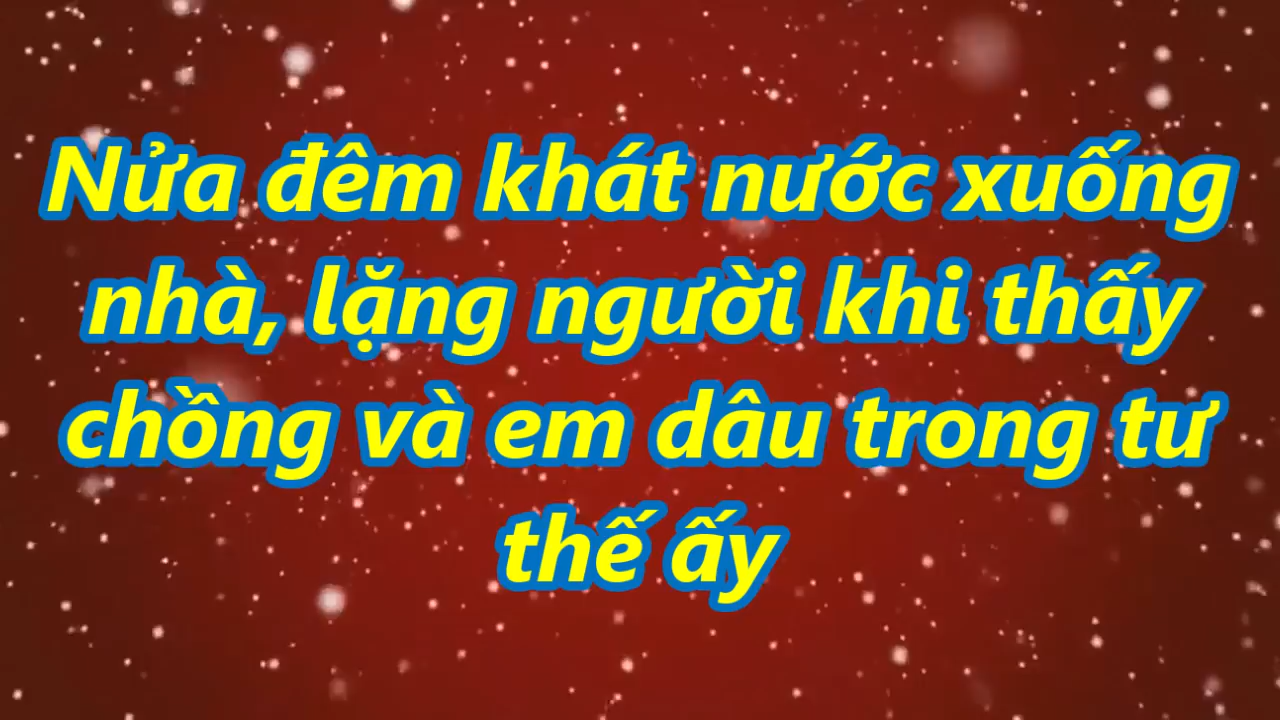 Nửa đêm khát nước xuống
nhà, lặng người khi thấy
chồng và em dâu trong tư
thế ấy